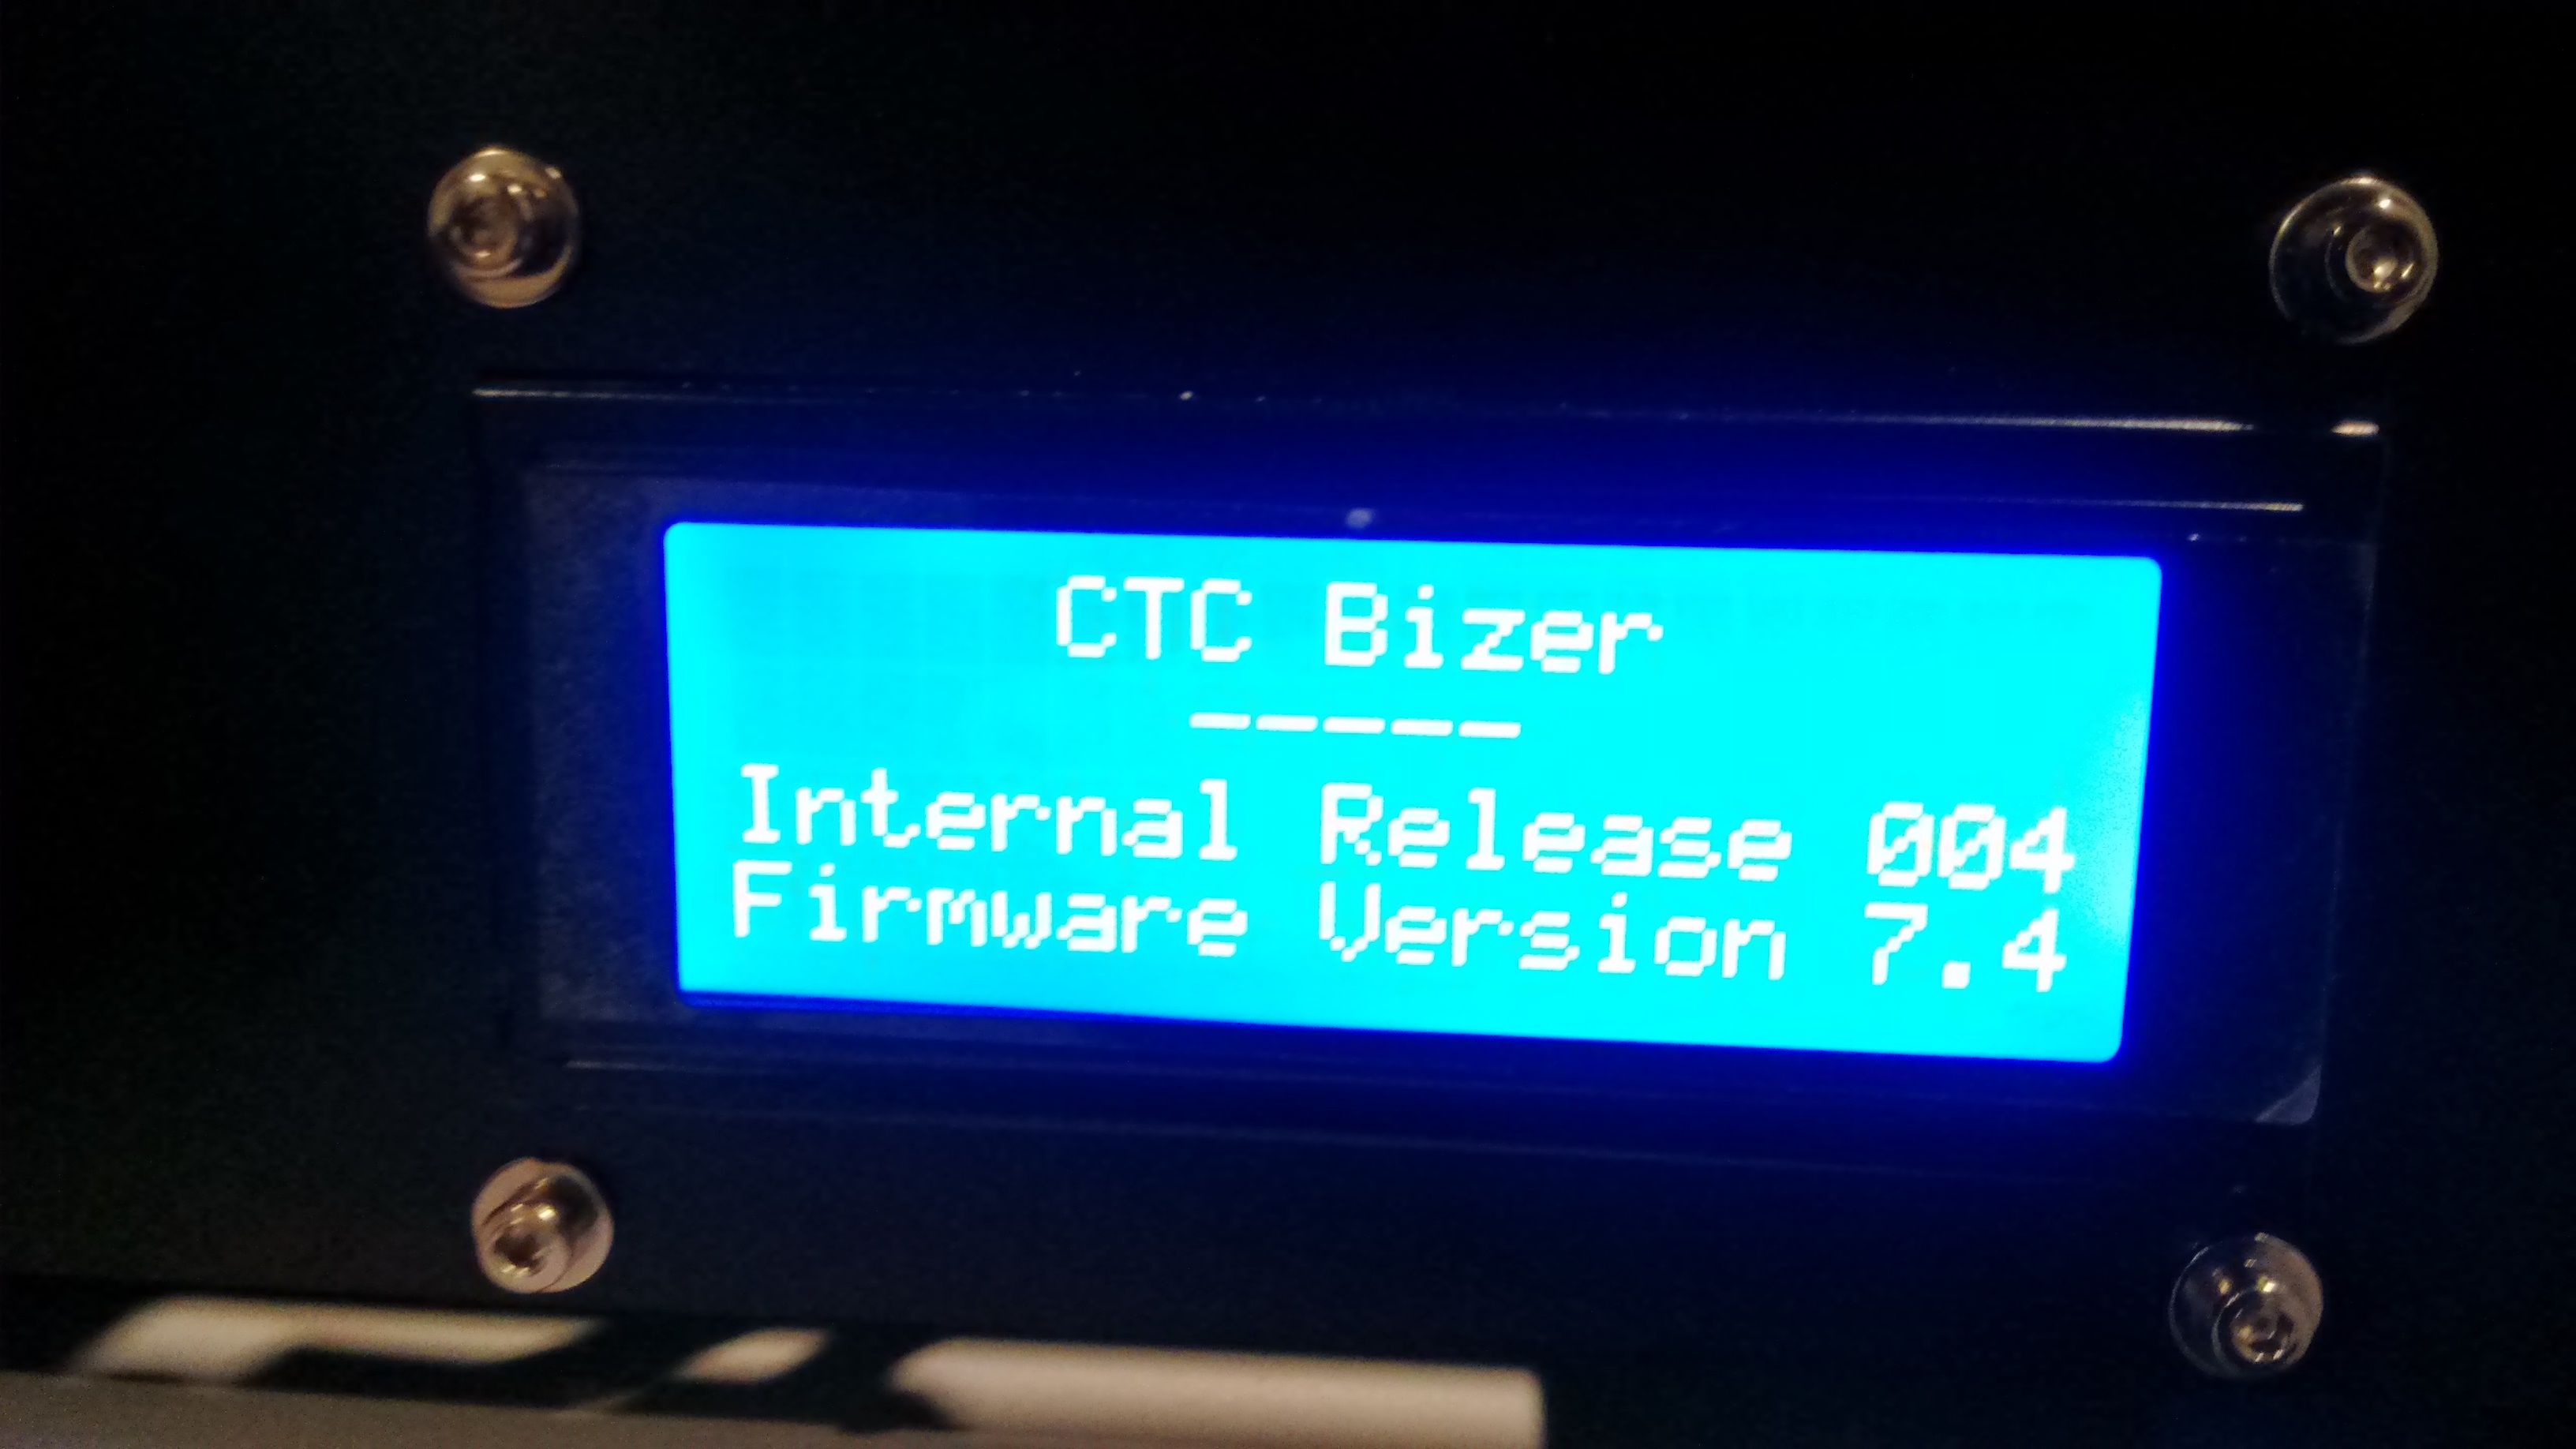 CTC Bizer
-----
Internal Release 004
Firmware Version 7.4